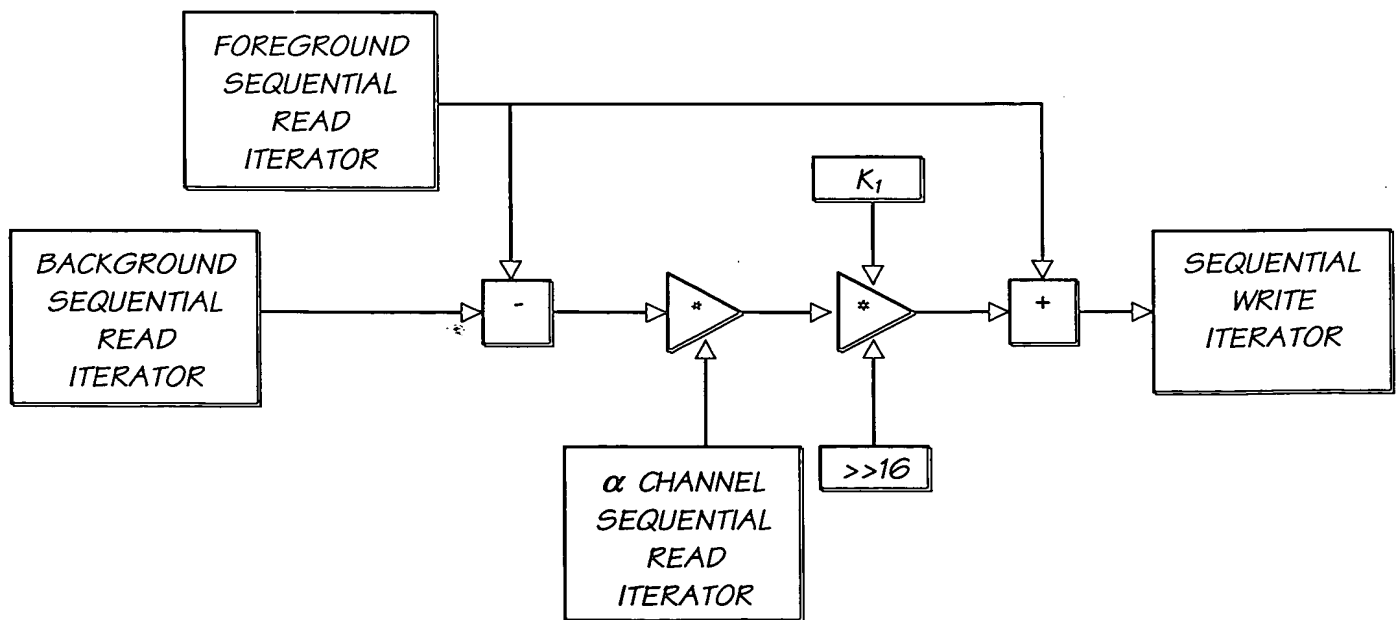 FOREGROUND
SEQUENTIAL
READ
ITERATOR
K₁
BACKGROUND
SEQUENTIAL
READ
ITERATOR
-
*
*
+
SEQUENTIAL
WRITE
ITERATOR
α CHANNEL
SEQUENTIAL
READ
ITERATOR
>>16